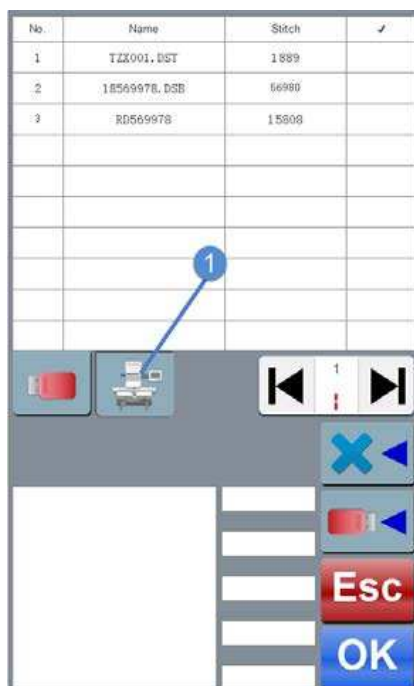 No. Name Stitch ✓
1 TZX001.DST 1889
2 18569978.DSB 56980
3 RD569978 15808
1
1
Esc
OK